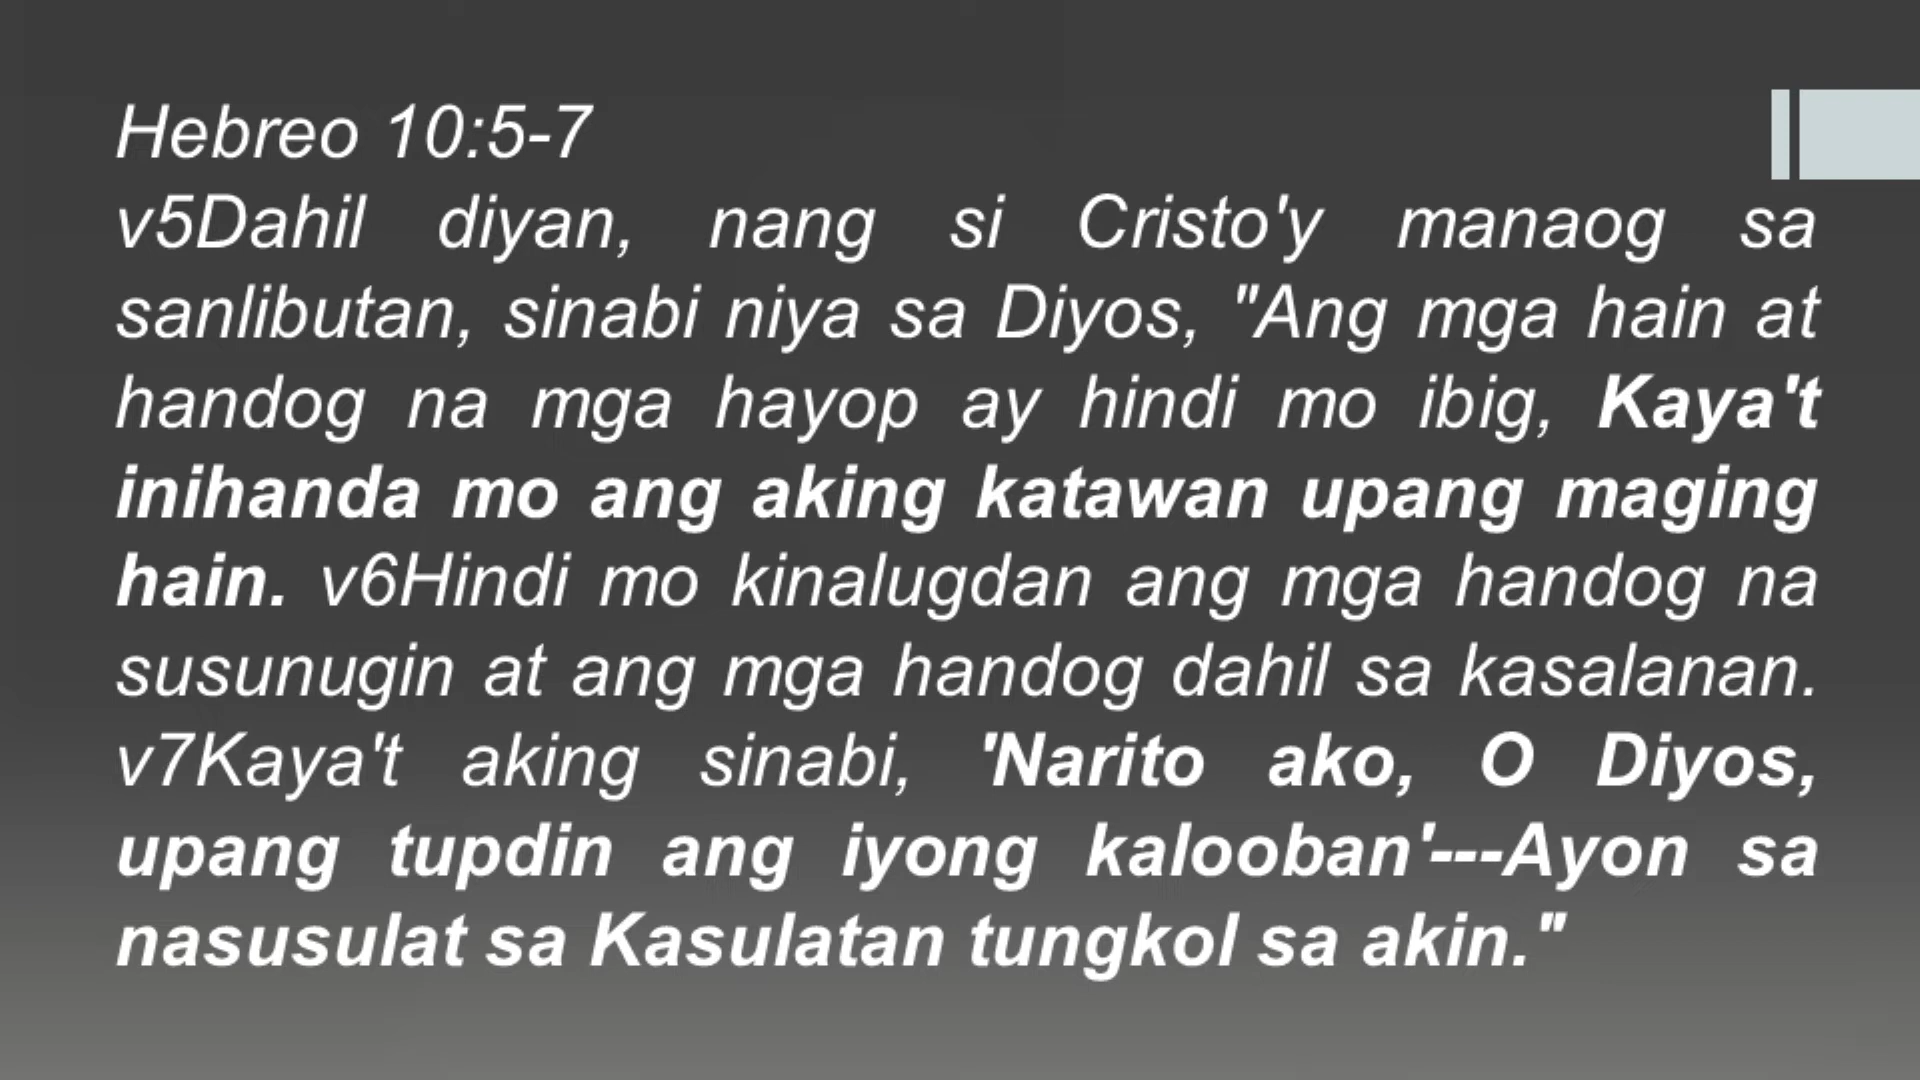 Hebreo 10:5-7
v5Dahil diyan, nang si Cristo'y manaog sa
sanlibutan, sinabi niya sa Diyos, "Ang mga hain at
handog na mga hayop ay hindi mo ibig, Kaya't
inihanda mo ang aking katawan upang maging
hain. v6Hindi mo kinalugdan ang mga handog na
susunugin at ang mga handog dahil sa kasalanan.
v7Kaya't aking sinabi, 'Narito ako, O Diyos,
upang tupdin ang iyong kalooban'---Ayon sa
nasusulat sa Kasulatan tungkol sa akin."